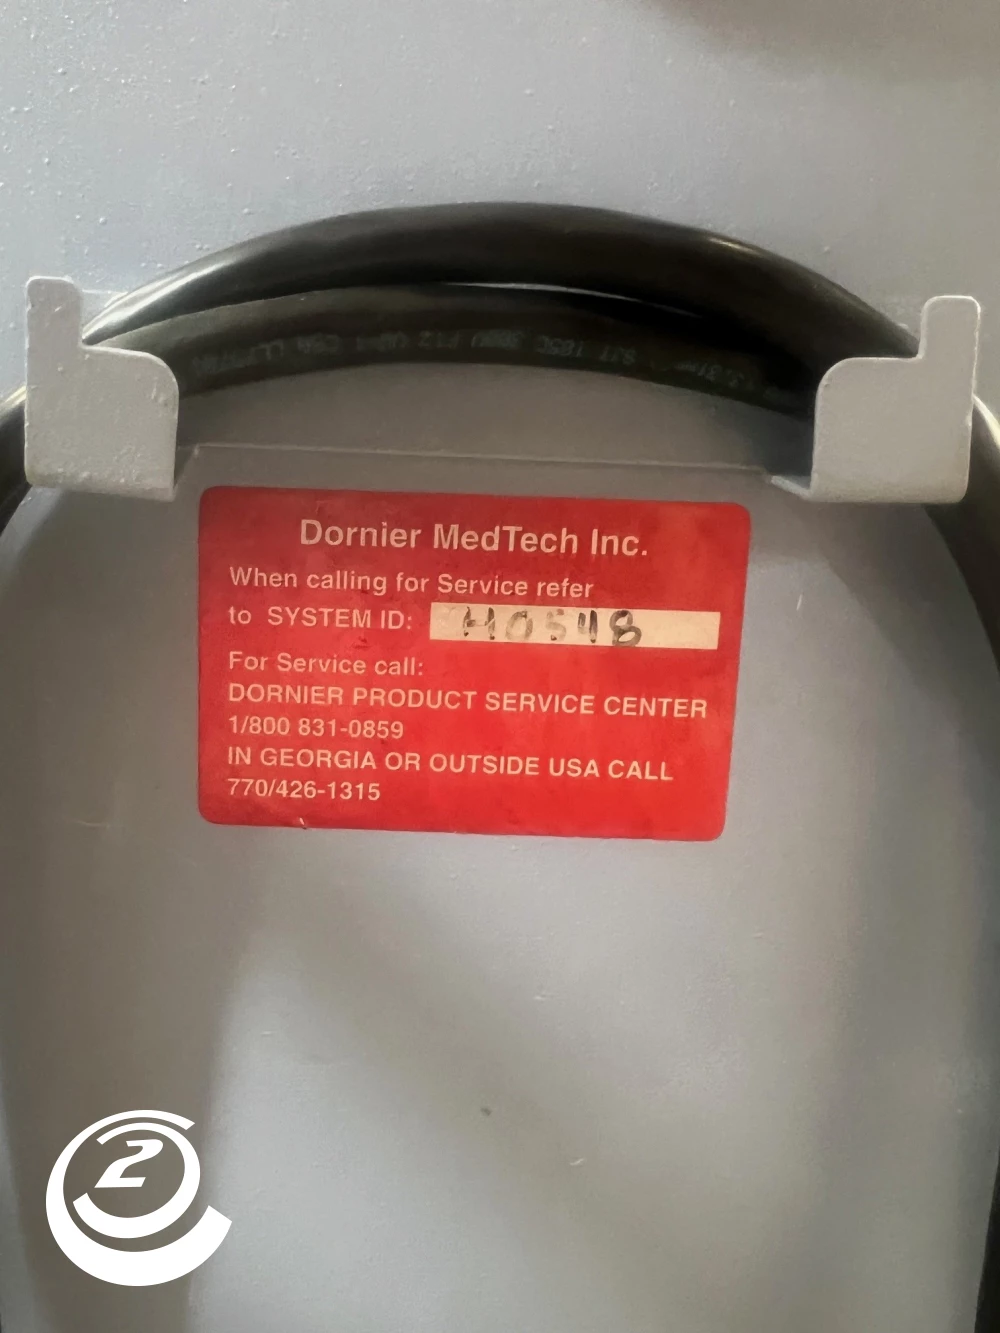 Dornier MedTech Inc.
When calling for Service refer
to SYSTEM ID: H0548
For Service call:
DORNIER PRODUCT SERVICE CENTER
1/800 831-0859
IN GEORGIA OR OUTSIDE USA CALL
770/426-1315
2